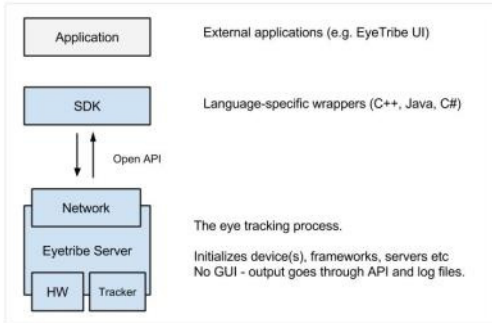 Application
External applications (e.g. EyeTribe UI)
SDK
Language-specific wrappers (C++, Java, C#)
Open API
Network
Eyetribe Server
HW
Tracker
The eye tracking process.
Initializes device(s), frameworks, servers etc
No GUI - output goes through API and log files.